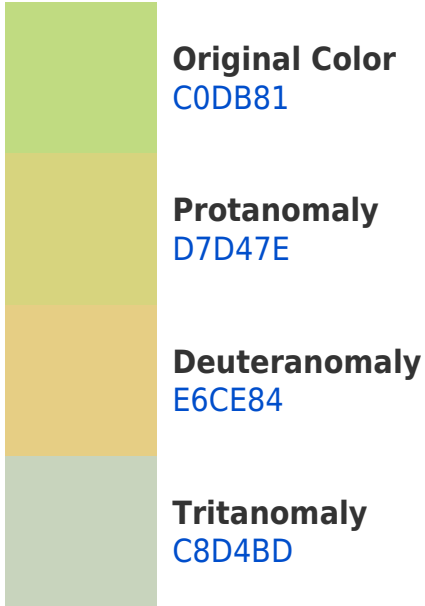 Original Color
C0DB81
Protanomaly
D7D47E
Deuteranomaly
E6CE84
Tritanomaly
C8D4BD